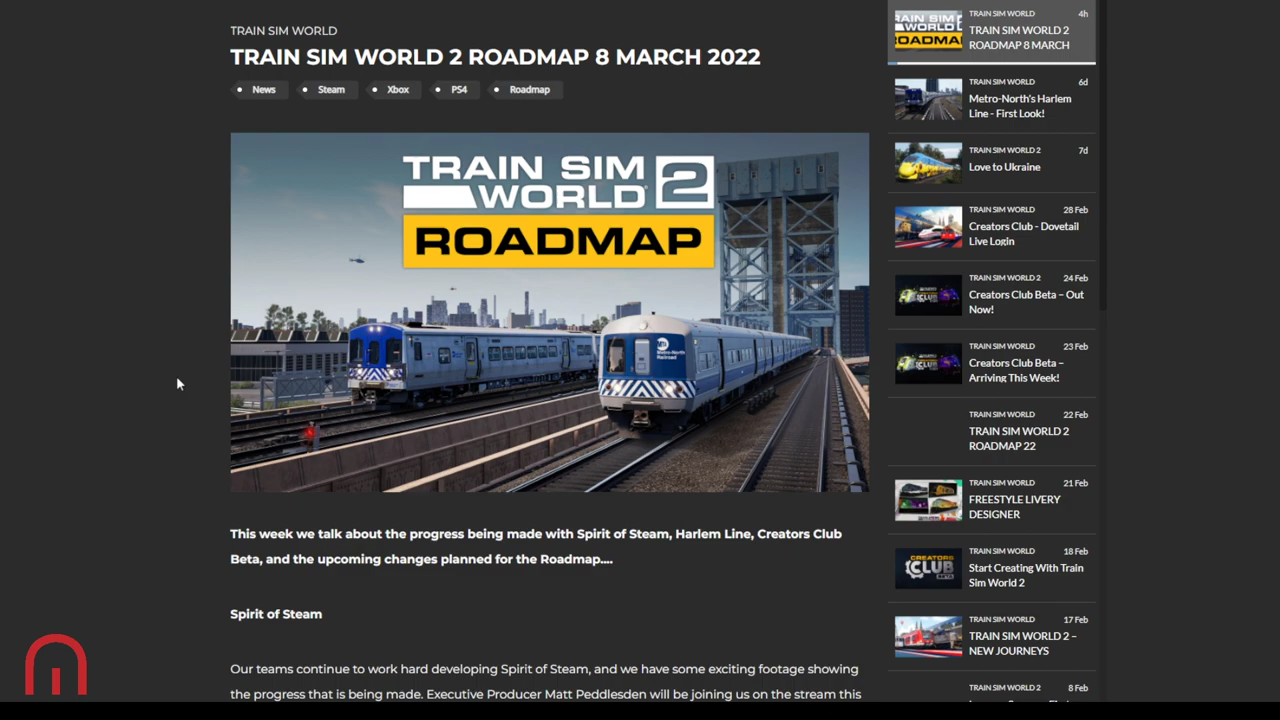 TRAIN SIM WORLD
TRAIN SIM WORLD 2 ROADMAP 8 MARCH 2022
News
Steam
Xbox
PS4
Roadmap
TRAIN SIM
WORLD 2
ROADMAP
Metro-North
Railroad
This week we talk about the progress being made with Spirit of Steam, Harlem Line, Creators Club
Beta, and the upcoming changes planned for the Roadmap....
Spirit of Steam
Our teams continue to work hard developing Spirit of Steam, and we have some exciting footage showing
the progress that is being made. Executive Producer Matt Peddlesden will be joining us on the stream this
TRAIN SIM WORLD 4h
TRAIN SIM WORLD 2
ROADMAP 8 MARCH
TRAIN SIM WORLD 6d
Metro-North's Harlem
Line - First Look!
TRAIN SIM WORLD 2 7d
Love to Ukraine
TRAIN SIM WORLD 28 Feb
Creators Club - Dovetail
Live Login
TRAIN SIM WORLD 2 24 Feb
Creators Club Beta – Out
Now!
TRAIN SIM WORLD 23 Feb
Creators Club Beta –
Arriving This Week!
TRAIN SIM WORLD 22 Feb
TRAIN SIM WORLD 2
ROADMAP 22
TRAIN SIM WORLD 21 Feb
FREESTYLE LIVERY
DESIGNER
TRAIN SIM WORLD 18 Feb
Start Creating With Train
Sim World 2
TRAIN SIM WORLD 17 Feb
TRAIN SIM WORLD 2 –
NEW JOURNEYS
TRAIN SIM WORLD 2 8 Feb